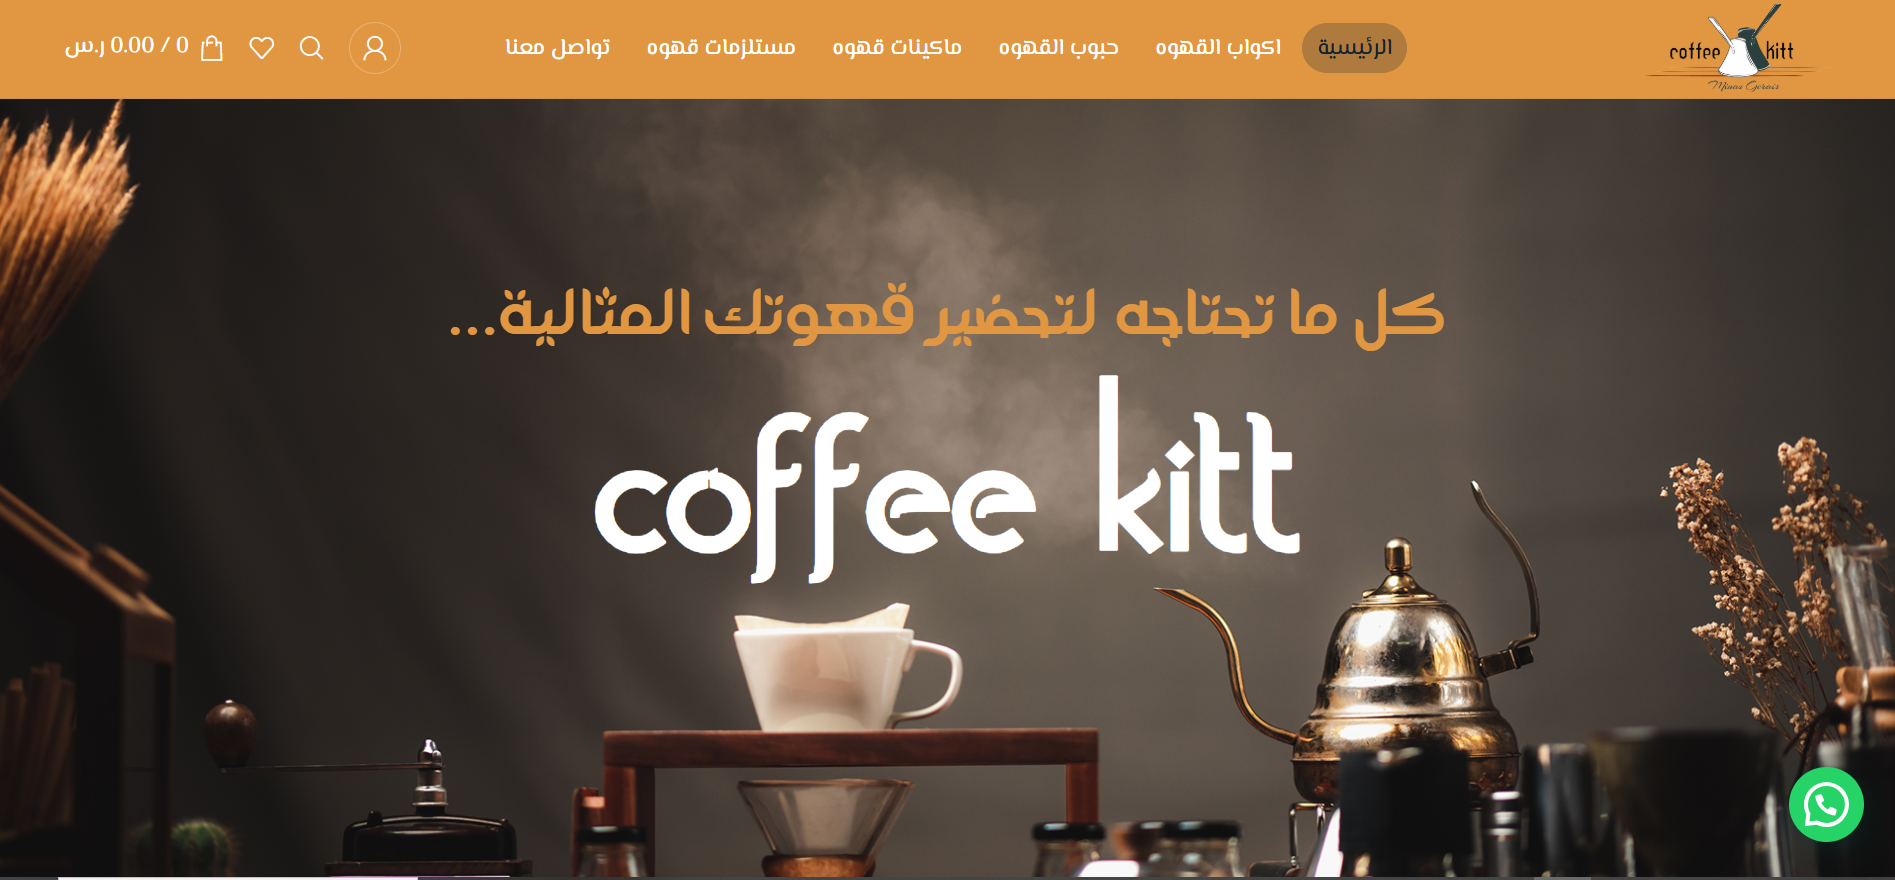 coffee kitt
Minas Gerais
الرئيسية
اكواب القهوه
حبوب القهوه
ماكينات قهوه
مستلزمات قهوه
تواصل معنا
0 / 0.00 ر.س
كل ما تحتاجه لتحضير قهوتك المثالية...
coffee kitt